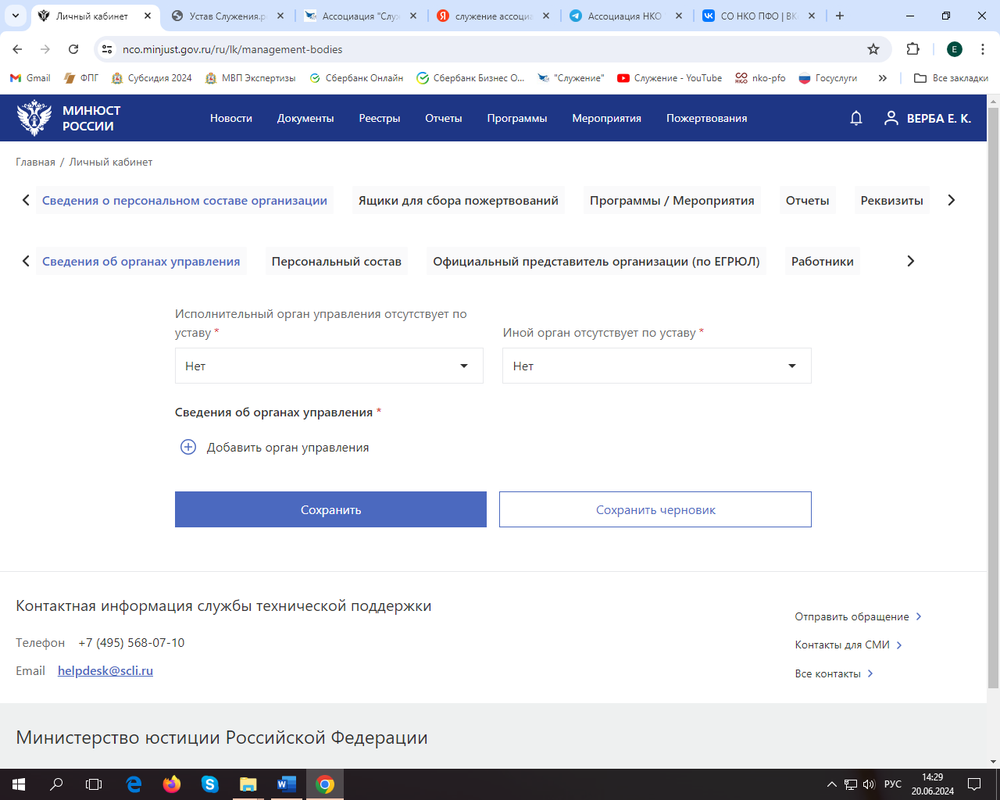 Личный кабинет
Устав Служения.р
Ассоциация "Служ
служение ассоциа
Ассоциация НКО
СО НКО ПФО | ВК
nco.minjust.gov.ru/ru/lk/management-bodies
E
Gmail
ФПГ
Субсидия 2024
МВП Экспертизы
Сбербанк Онлайн
Сбербанк Бизнес О...
"Служение"
Служение - YouTube
nko-pfo
Госуслуги
Все закладки
МИНЮСТ
РОССИИ
Новости
Документы
Реестры
Отчеты
Программы
Мероприятия
Пожертвования
ВЕРБА Е. К.
Главная / Личный кабинет
Сведения о персональном составе организации
Ящики для сбора пожертвований
Программы / Мероприятия
Отчеты
Реквизиты
Сведения об органах управления
Персональный состав
Официальный представитель организации (по ЕГРЮЛ)
Работники
Исполнительный орган управления отсутствует по
уставу *
Иной орган отсутствует по уставу *
Нет
Нет
Сведения об органах управления *
Добавить орган управления
Сохранить
Сохранить черновик
Контактная информация службы технической поддержки
Телефон +7 (495) 568-07-10
Email helpdesk@scli.ru
Отправить обращение
Контакты для СМИ
Все контакты
Министерство юстиции Российской Федерации
РУС
14:29
20.06.2024